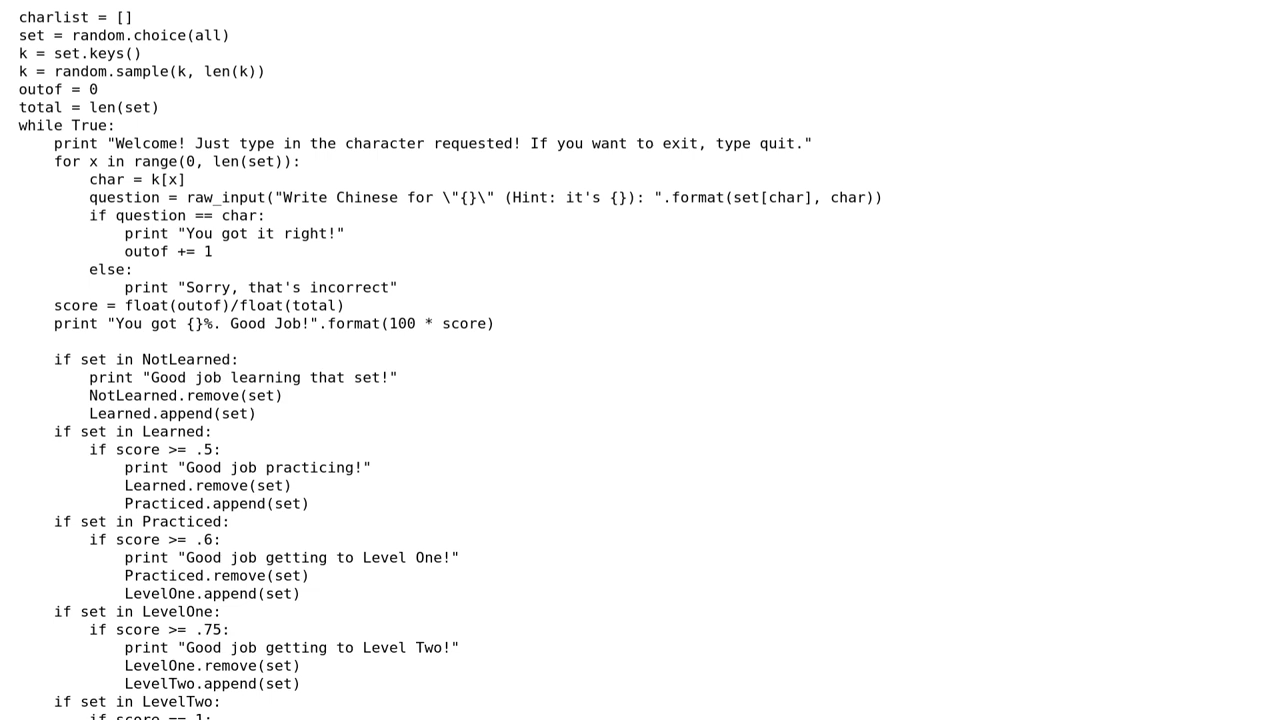 charlist = []
set = random.choice(all)
k = set.keys()
k = random.sample(k, len(k))
outof = 0
total = len(set)
while True:
    print "Welcome! Just type in the character requested! If you want to exit, type quit."
    for x in range(0, len(set)):
        char = k[x]
        question = raw_input("Write Chinese for \"{}\" (Hint: it's {}): ".format(set[char], char))
        if question == char:
            print "You got it right!"
            outof += 1
        else:
            print "Sorry, that's incorrect"
    score = float(outof)/float(total)
    print "You got {}%. Good Job!".format(100 * score)

    if set in NotLearned:
        print "Good job learning that set!"
        NotLearned.remove(set)
        Learned.append(set)
    if set in Learned:
        if score >= .5:
            print "Good job practicing!"
            Learned.remove(set)
            Practiced.append(set)
    if set in Practiced:
        if score >= .6:
            print "Good job getting to Level One!"
            Practiced.remove(set)
            LevelOne.append(set)
    if set in LevelOne:
        if score >= .75:
            print "Good job getting to Level Two!"
            LevelOne.remove(set)
            LevelTwo.append(set)
    if set in LevelTwo:
        if score == 1: